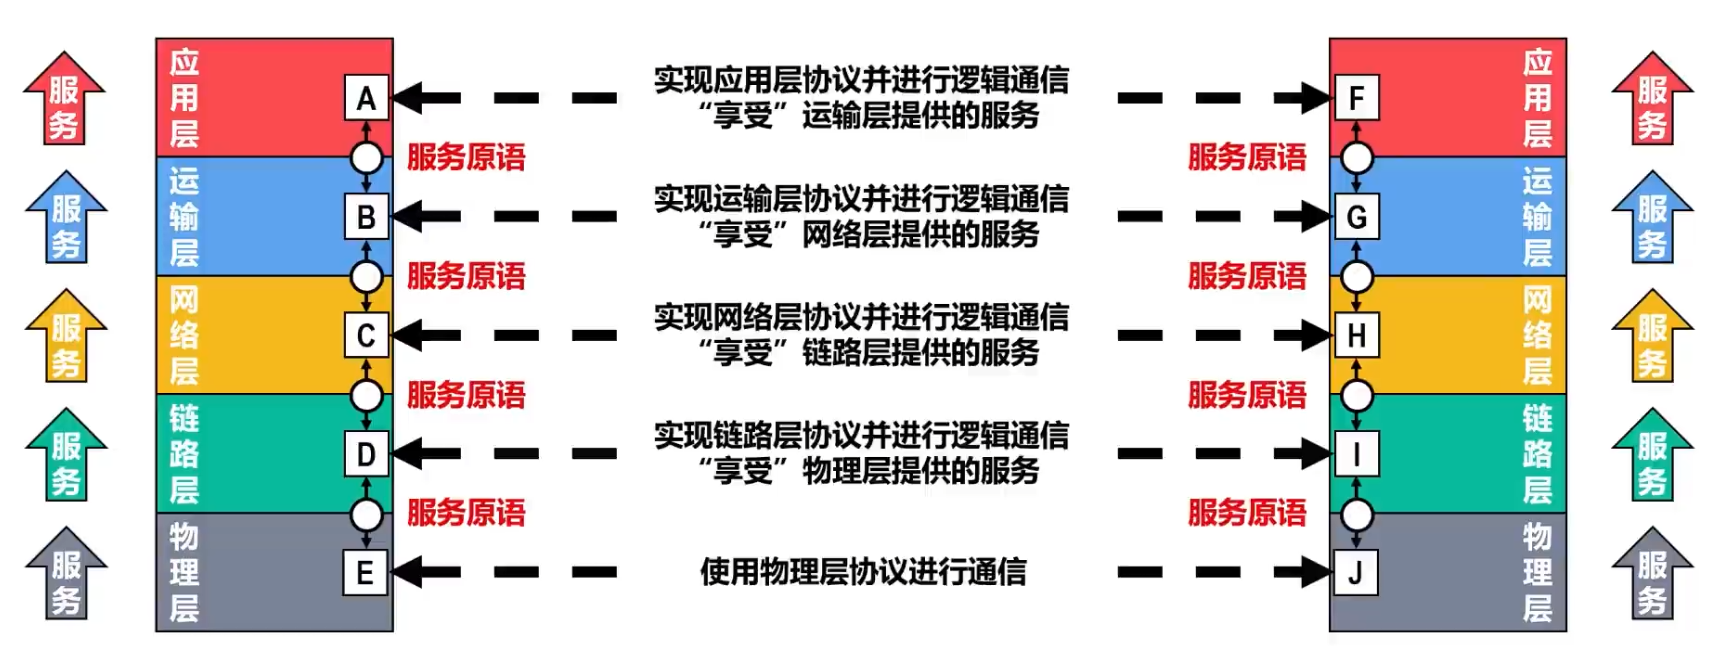 服务
应用层
A
实现应用层协议并进行逻辑通信
“享受”运输层提供的服务
F
应用层
服务
服务原语
服务原语
服务
运输层
B
实现运输层协议并进行逻辑通信
“享受”网络层提供的服务
G
运输层
服务
服务原语
服务原语
服务
网络层
C
实现网络层协议并进行逻辑通信
“享受”链路层提供的服务
H
网络层
服务
服务原语
服务原语
服务
链路层
D
实现链路层协议并进行逻辑通信
“享受”物理层提供的服务
I
链路层
服务
服务原语
服务原语
服务
物理层
E
使用物理层协议进行通信
J
物理层
服务